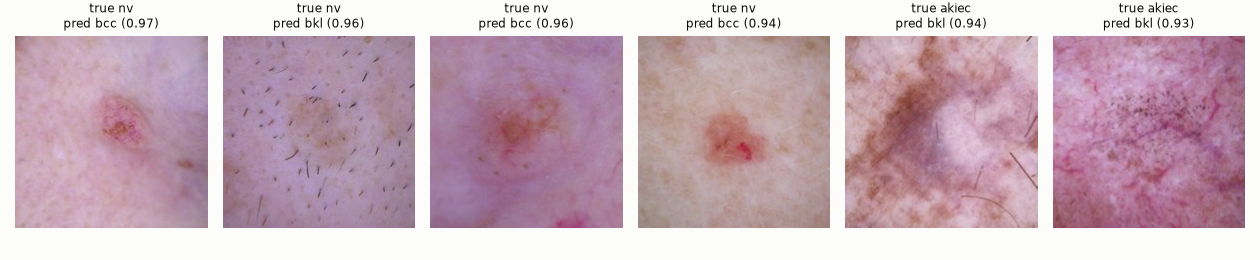 true nv
pred bcc (0.97)
true nv
pred bkl (0.96)
true nv
pred bcc (0.96)
true nv
pred bcc (0.94)
true akiec
pred bkl (0.94)
true akiec
pred bkl (0.93)